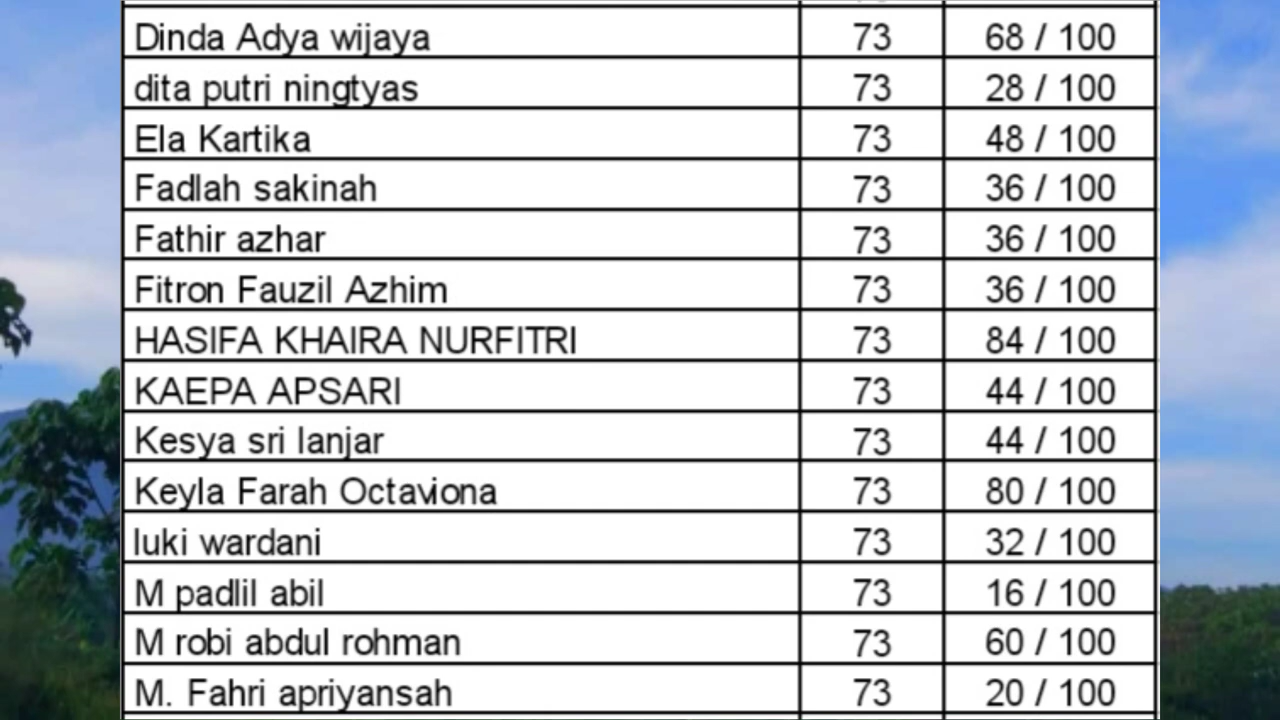 Dinda Adya wijaya 73 68 / 100
dita putri ningtyas 73 28 / 100
Ela Kartika 73 48 / 100
Fadlah sakinah 73 36 / 100
Fathir azhar 73 36 / 100
Fitron Fauzil Azhim 73 36 / 100
HASIFA KHAIRA NURFITRI 73 84 / 100
KAEPA APSARI 73 44 / 100
Kesya sri lanjar 73 44 / 100
Keyla Farah Octaviona 73 80 / 100
luki wardani 73 32 / 100
M padlil abil 73 16 / 100
M robi abdul rohman 73 60 / 100
M. Fahri apriyansah 73 20 / 100